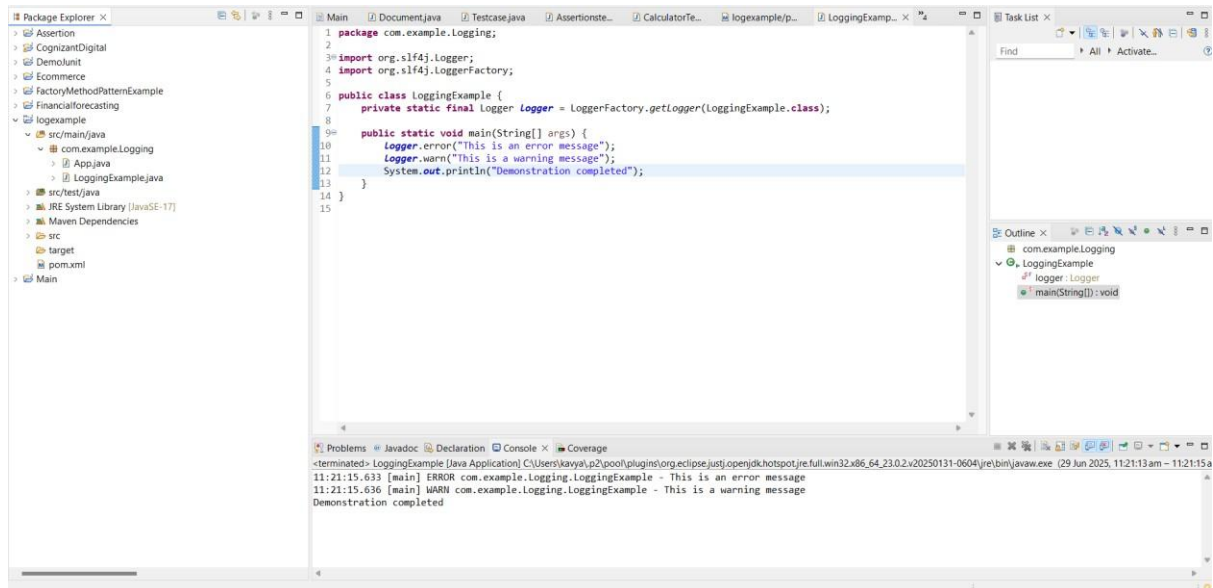 Package Explorer
Assertion
CognizantDigital
DemoJunit
Ecommerce
FactoryMethodPatternExample
Financialforecasting
logexample
src/main/java
com.example.Logging
App.java
LoggingExample.java
src/test/java
JRE System Library [JavaSE-17]
Maven Dependencies
src
target
pom.xml
Main
Main Document.java Testcase.java Assertionste... CalculatorTe... logexample/p... LoggingExamp... 4
1 package com.example.Logging;
2
3 import org.slf4j.Logger;
4 import org.slf4j.LoggerFactory;
5
6 public class LoggingExample {
7 private static final Logger logger = LoggerFactory.getLogger(LoggingExample.class);
8
9 public static void main(String[] args) {
10 logger.error("This is an error message");
11 logger.warn("This is a warning message");
12 System.out.println("Demonstration completed");
13 }
14 }
15
Task List
Find All Activate...
Outline
com.example.Logging
LoggingExample
logger : Logger
main(String[]) : void
Problems Javadoc Declaration Console Coverage
<terminated> LoggingExample [Java Application] C:\Users\kavya\.p2\pool\plugins\org.eclipse.justj.openjdk.hotspot.jre.full.win32.x86_64_23.0.2.v20250131-0604\jre\bin\javaw.exe (29 Jun 2025, 11:21:13 am – 11:21:15 a
11:21:15.633 [main] ERROR com.example.Logging.LoggingExample - This is an error message
11:21:15.636 [main] WARN com.example.Logging.LoggingExample - This is a warning message
Demonstration completed